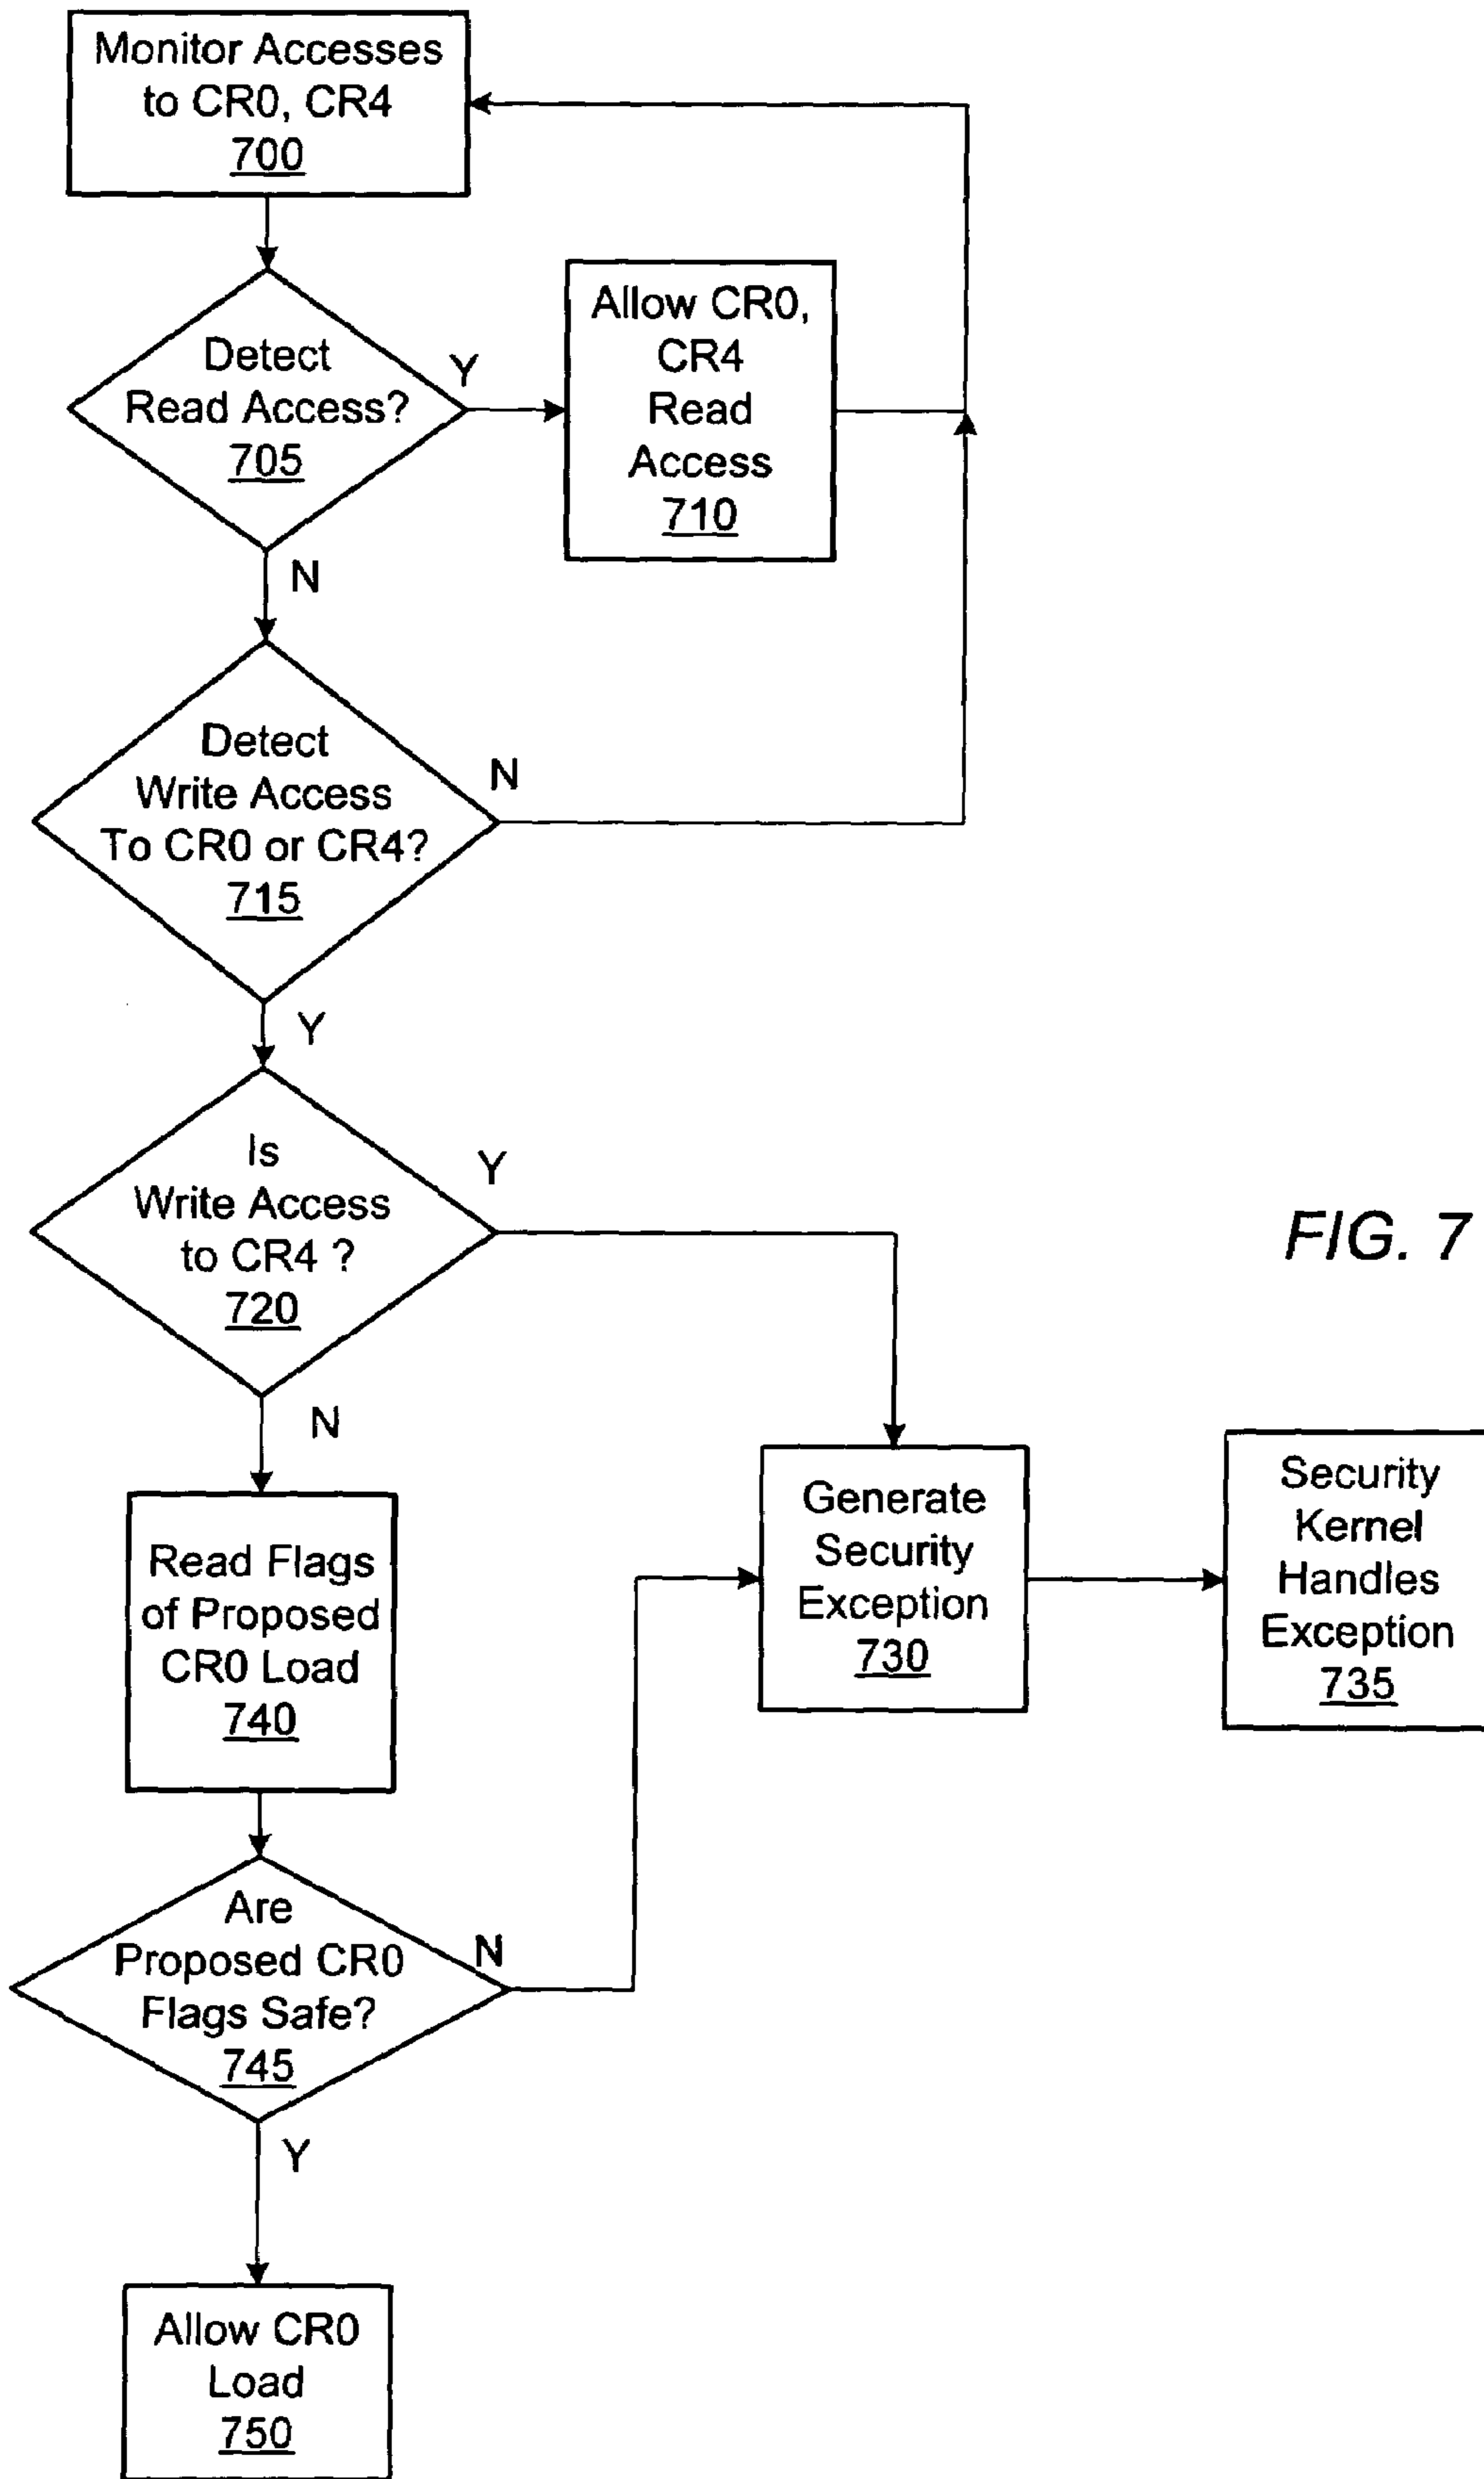 Monitor Accesses
to CR0, CR4
700
Detect
Read Access?
705
Y
N
Allow CR0,
CR4
Read
Access
710
Detect
Write Access
To CR0 or CR4?
715
N
Y
Is
Write Access
to CR4 ?
720
Y
N
FIG. 7
Read Flags
of Proposed
CR0 Load
740
Generate
Security
Exception
730
Security
Kernel
Handles
Exception
735
Are
Proposed CR0
Flags Safe?
745
N
Y
Allow CR0
Load
750